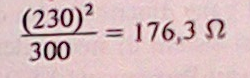 (230)²
300 = 176,3 Ω